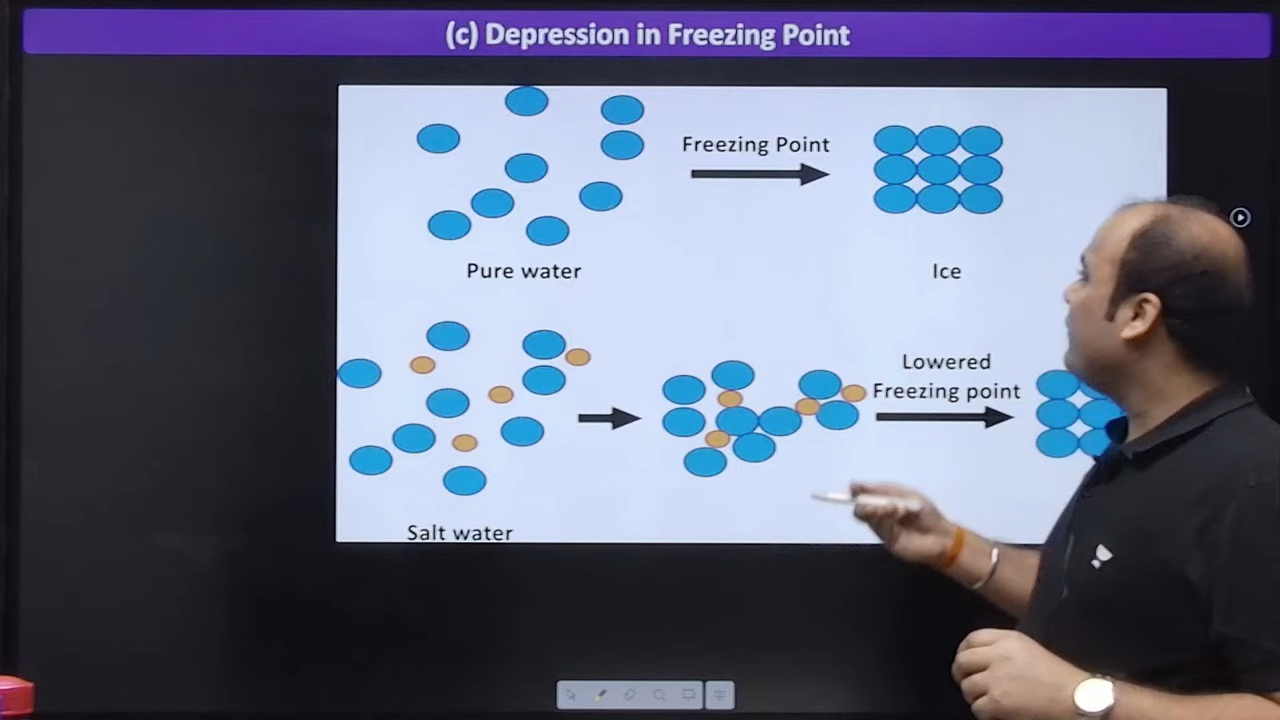 (c) Depression in Freezing Point
Freezing Point
Pure water
Ice
Lowered
Freezing point
Salt water